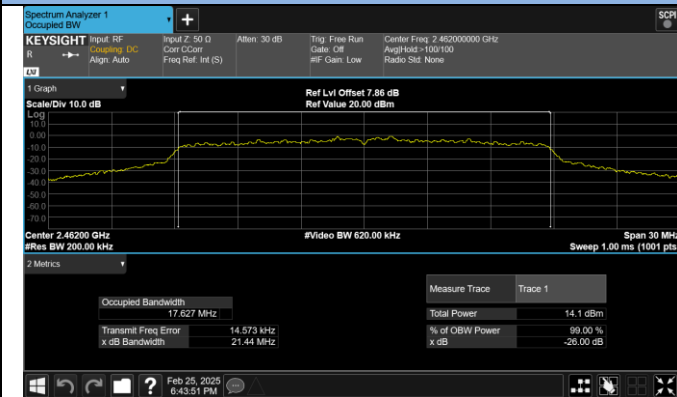 Spectrum Analyzer 1
Occupied BW
+
SCPI
KEYSIGHT
R
LXI
Input: RF
Coupling: DC
Align: Auto
Input Z: 50 Ω
Corr CCorr
Freq Ref: Int (S)
Atten: 30 dB
Trig: Free Run
Gate: Off
#IF Gain: Low
Center Freq: 2.462000000 GHz
Avg|Hold:>100/100
Radio Std: None
1 Graph
Scale/Div 10.0 dB
Ref Lvl Offset 7.86 dB
Ref Value 20.00 dBm
Log
10.0
0.00
-10.0
-20.0
-30.0
-40.0
-50.0
-60.0
-70.0
Center 2.46200 GHz
#Res BW 200.00 kHz
#Video BW 620.00 kHz
Span 30 MHz
Sweep 1.00 ms (1001 pts
2 Metrics
Occupied Bandwidth
17.627 MHz
Transmit Freq Error 14.573 kHz
x dB Bandwidth 21.44 MHz
Measure Trace Trace 1
Total Power 14.1 dBm
% of OBW Power 99.00 %
x dB -26.00 dB
?
Feb 25, 2025
6:43:51 PM